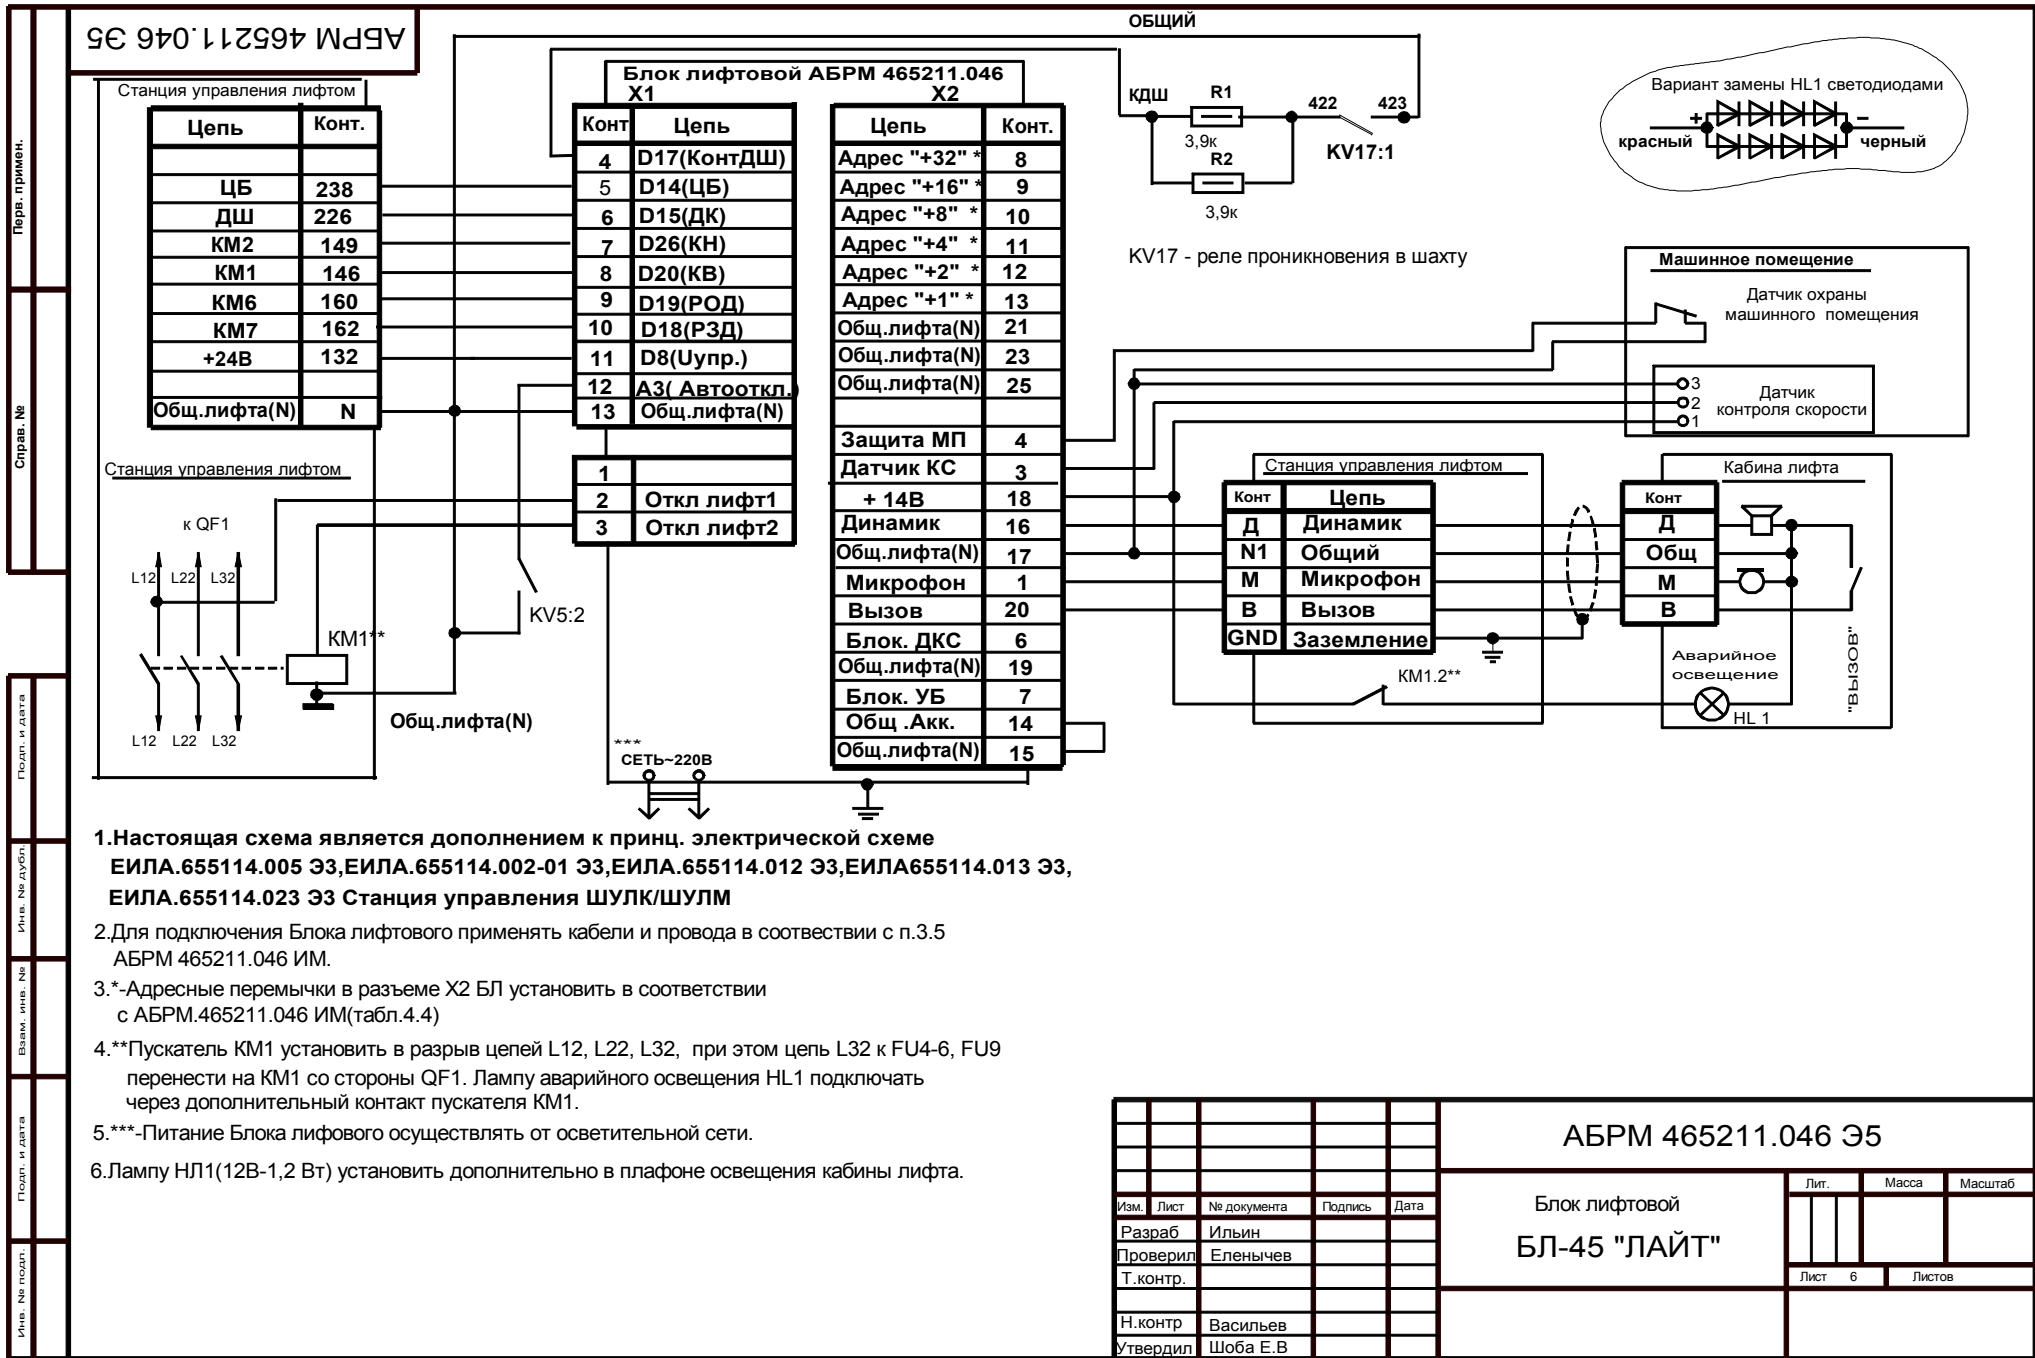 АБРМ 465211.046 Э5
ОБЩИЙ
Станция управления лифтом
Цепь Конт.
ЦБ 238
ДШ 226
КМ2 149
КМ1 146
КМ6 160
КМ7 162
+24В 132
Общ.лифта(N) N
Блок лифтовой АБРМ 465211.046
X1 X2
Конт Цепь
4 D17(КонтДШ)
5 D14(ЦБ)
6 D15(ДК)
7 D26(КН)
8 D20(КВ)
9 D19(РОД)
10 D18(РЗД)
11 D8(Uупр.)
12 А3( Автооткл.)
13 Общ.лифта(N)
1
2 Откл лифт1
3 Откл лифт2
Цепь Конт.
Адрес "+32" * 8
Адрес "+16" * 9
Адрес "+8" * 10
Адрес "+4" * 11
Адрес "+2" * 12
Адрес "+1" * 13
Общ.лифта(N) 21
Общ.лифта(N) 23
Общ.лифта(N) 25
Защита МП 4
Датчик КС 3
+ 14В 18
Динамик 16
Общ.лифта(N) 17
Микрофон 1
Вызов 20
Блок. ДКС 6
Общ.лифта(N) 19
Блок. УБ 7
Общ .Акк. 14
Общ.лифта(N) 15
КДШ R1 422 423
3,9к
R2
KV17:1
3,9к
KV17 - реле проникновения в шахту
Вариант замены HL1 светодиодами
+ −
красный черный
Машинное помещение
Датчик охраны
машинного помещения
3
2
1
Датчик
контроля скорости
Станция управления лифтом
Конт Цепь
Д Динамик
N1 Общий
М Микрофон
В Вызов
GND Заземление
КМ1.2**
Кабина лифта
Конт
Д
Общ
М
В
"ВЫЗОВ"
Аварийное
освещение
HL 1
Станция управления лифтом
к QF1
L12 L22 L32
КМ1**
KV5:2
L12 L22 L32
Общ.лифта(N)
***
СЕТЬ~220В
1.Настоящая схема является дополнением к принц. электрической схеме
ЕИЛА.655114.005 Э3,ЕИЛА.655114.002-01 Э3,ЕИЛА.655114.012 Э3,ЕИЛА655114.013 Э3,
ЕИЛА.655114.023 Э3 Станция управления ШУЛК/ШУЛМ
2.Для подключения Блока лифтового применять кабели и провода в соотвествии с п.3.5
АБРМ 465211.046 ИМ.
3.*-Адресные перемычки в разъеме Х2 БЛ установить в соответствии
с АБРМ.465211.046 ИМ(табл.4.4)
4.**Пускатель КМ1 установить в разрыв цепей L12, L22, L32, при этом цепь L32 к FU4-6, FU9
перенести на КМ1 со стороны QF1. Лампу аварийного освещения HL1 подключать
через дополнительный контакт пускателя КМ1.
5.***-Питание Блока лифового осуществлять от осветительной сети.
6.Лампу НЛ1(12В-1,2 Вт) установить дополнительно в плафоне освещения кабины лифта.
Перв. примен.
Справ. №
Подп. и дата
Инв. № дубл.
Взам. инв. №
Подп. и дата
Инв. № подл.
АБРМ 465211.046 Э5
Изм. Лист № документа Подпись Дата
Разраб Ильин
Проверил Еленычев
Т.контр.
Н.контр Васильев
Утвердил Шоба Е.В
Блок лифтовой
БЛ-45 "ЛАЙТ"
Лит. Масса Масштаб
Лист 6 Листов